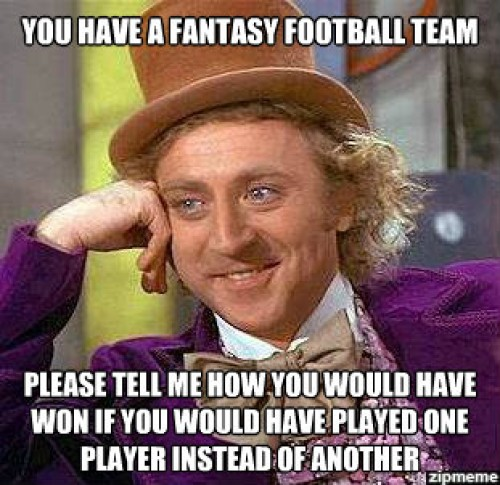 YOU HAVE A FANTASY FOOTBALL TEAM
PLEASE TELL ME HOW YOU WOULD HAVE
WON IF YOU WOULD HAVE PLAYED ONE
PLAYER INSTEAD OF ANOTHER
zipmeme